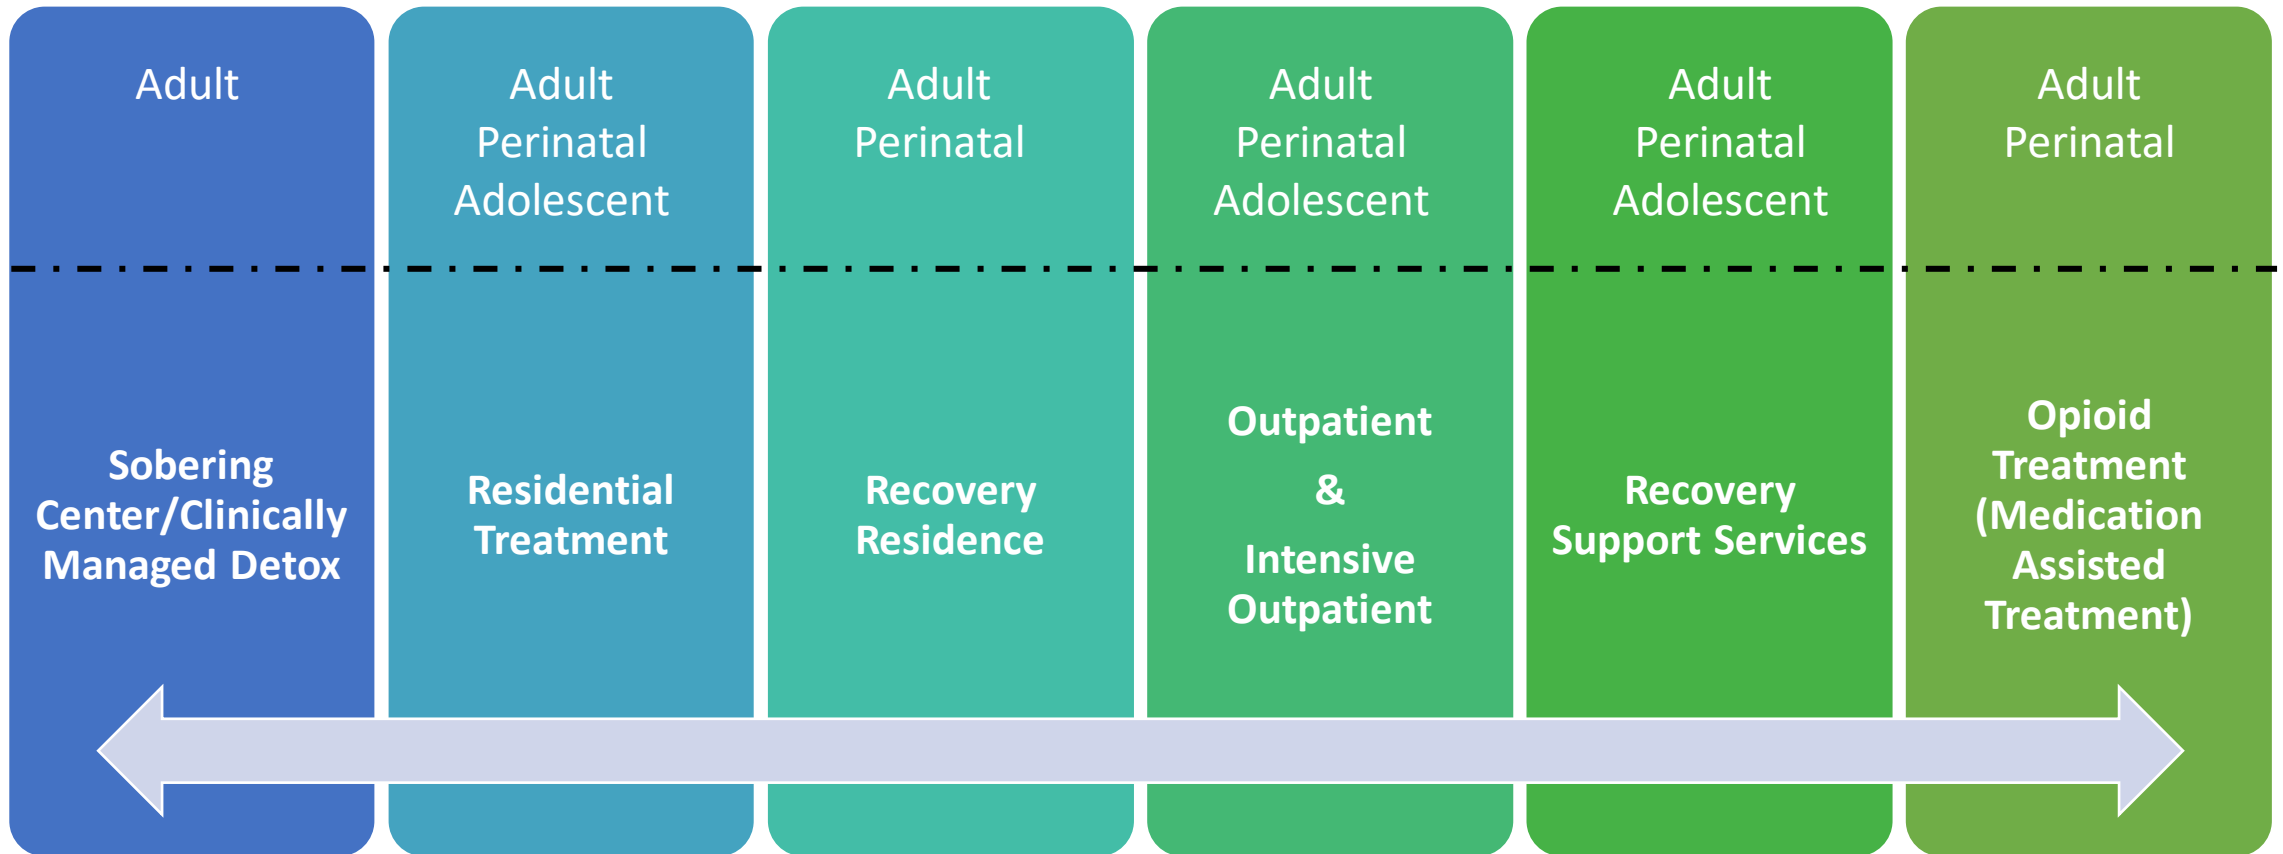 Adult
Sobering
Center/Clinically
Managed Detox
Adult
Perinatal
Adolescent
Residential
Treatment
Adult
Perinatal
Recovery
Residence
Adult
Perinatal
Adolescent
Outpatient
&
Intensive
Outpatient
Adult
Perinatal
Adolescent
Recovery
Support Services
Adult
Perinatal
Opioid
Treatment
(Medication
Assisted
Treatment)